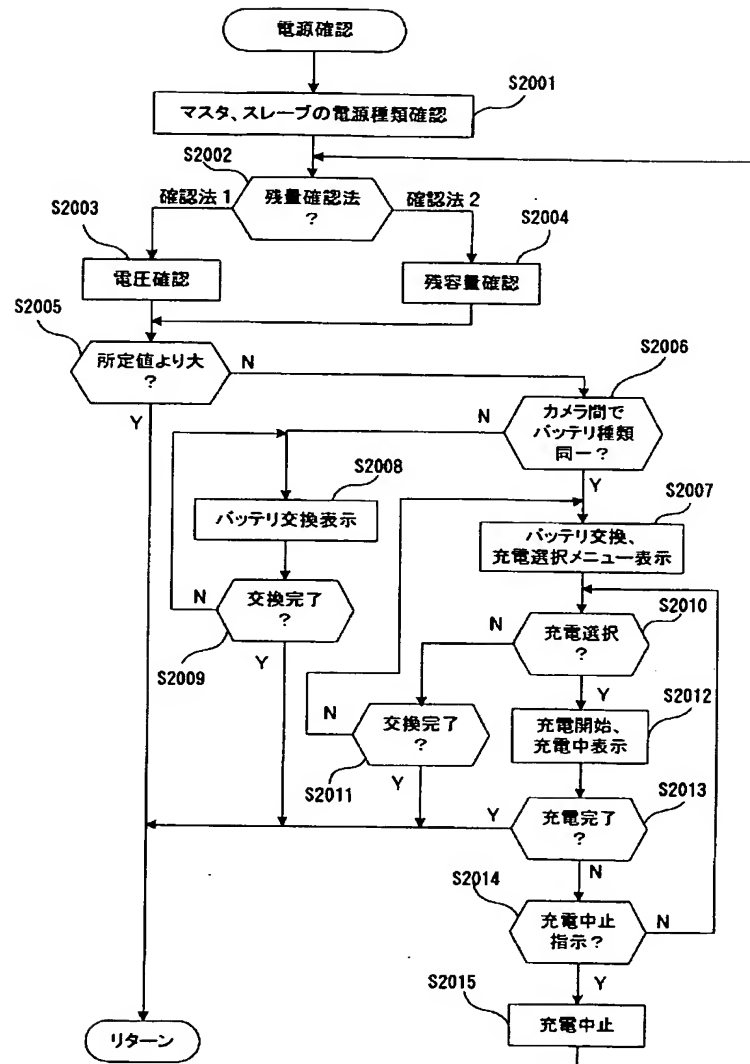 電源確認
S2001
マスタ、スレーブの電源種類確認
S2002
残量確認法
?
確認法1
確認法2
S2003
電圧確認
S2004
残容量確認
S2005
所定値より大
?
N
Y
S2006
カメラ間で
バッテリ種類
同一?
N
Y
S2008
バッテリ交換表示
S2007
バッテリ交換、
充電選択メニュー表示
交換完了
?
N
Y
S2009
S2010
充電選択
?
N
Y
交換完了
?
N
Y
S2011
S2012
充電開始、
充電中表示
S2013
充電完了
?
Y
N
S2014
充電中止
指示?
N
Y
S2015
充電中止
リターン